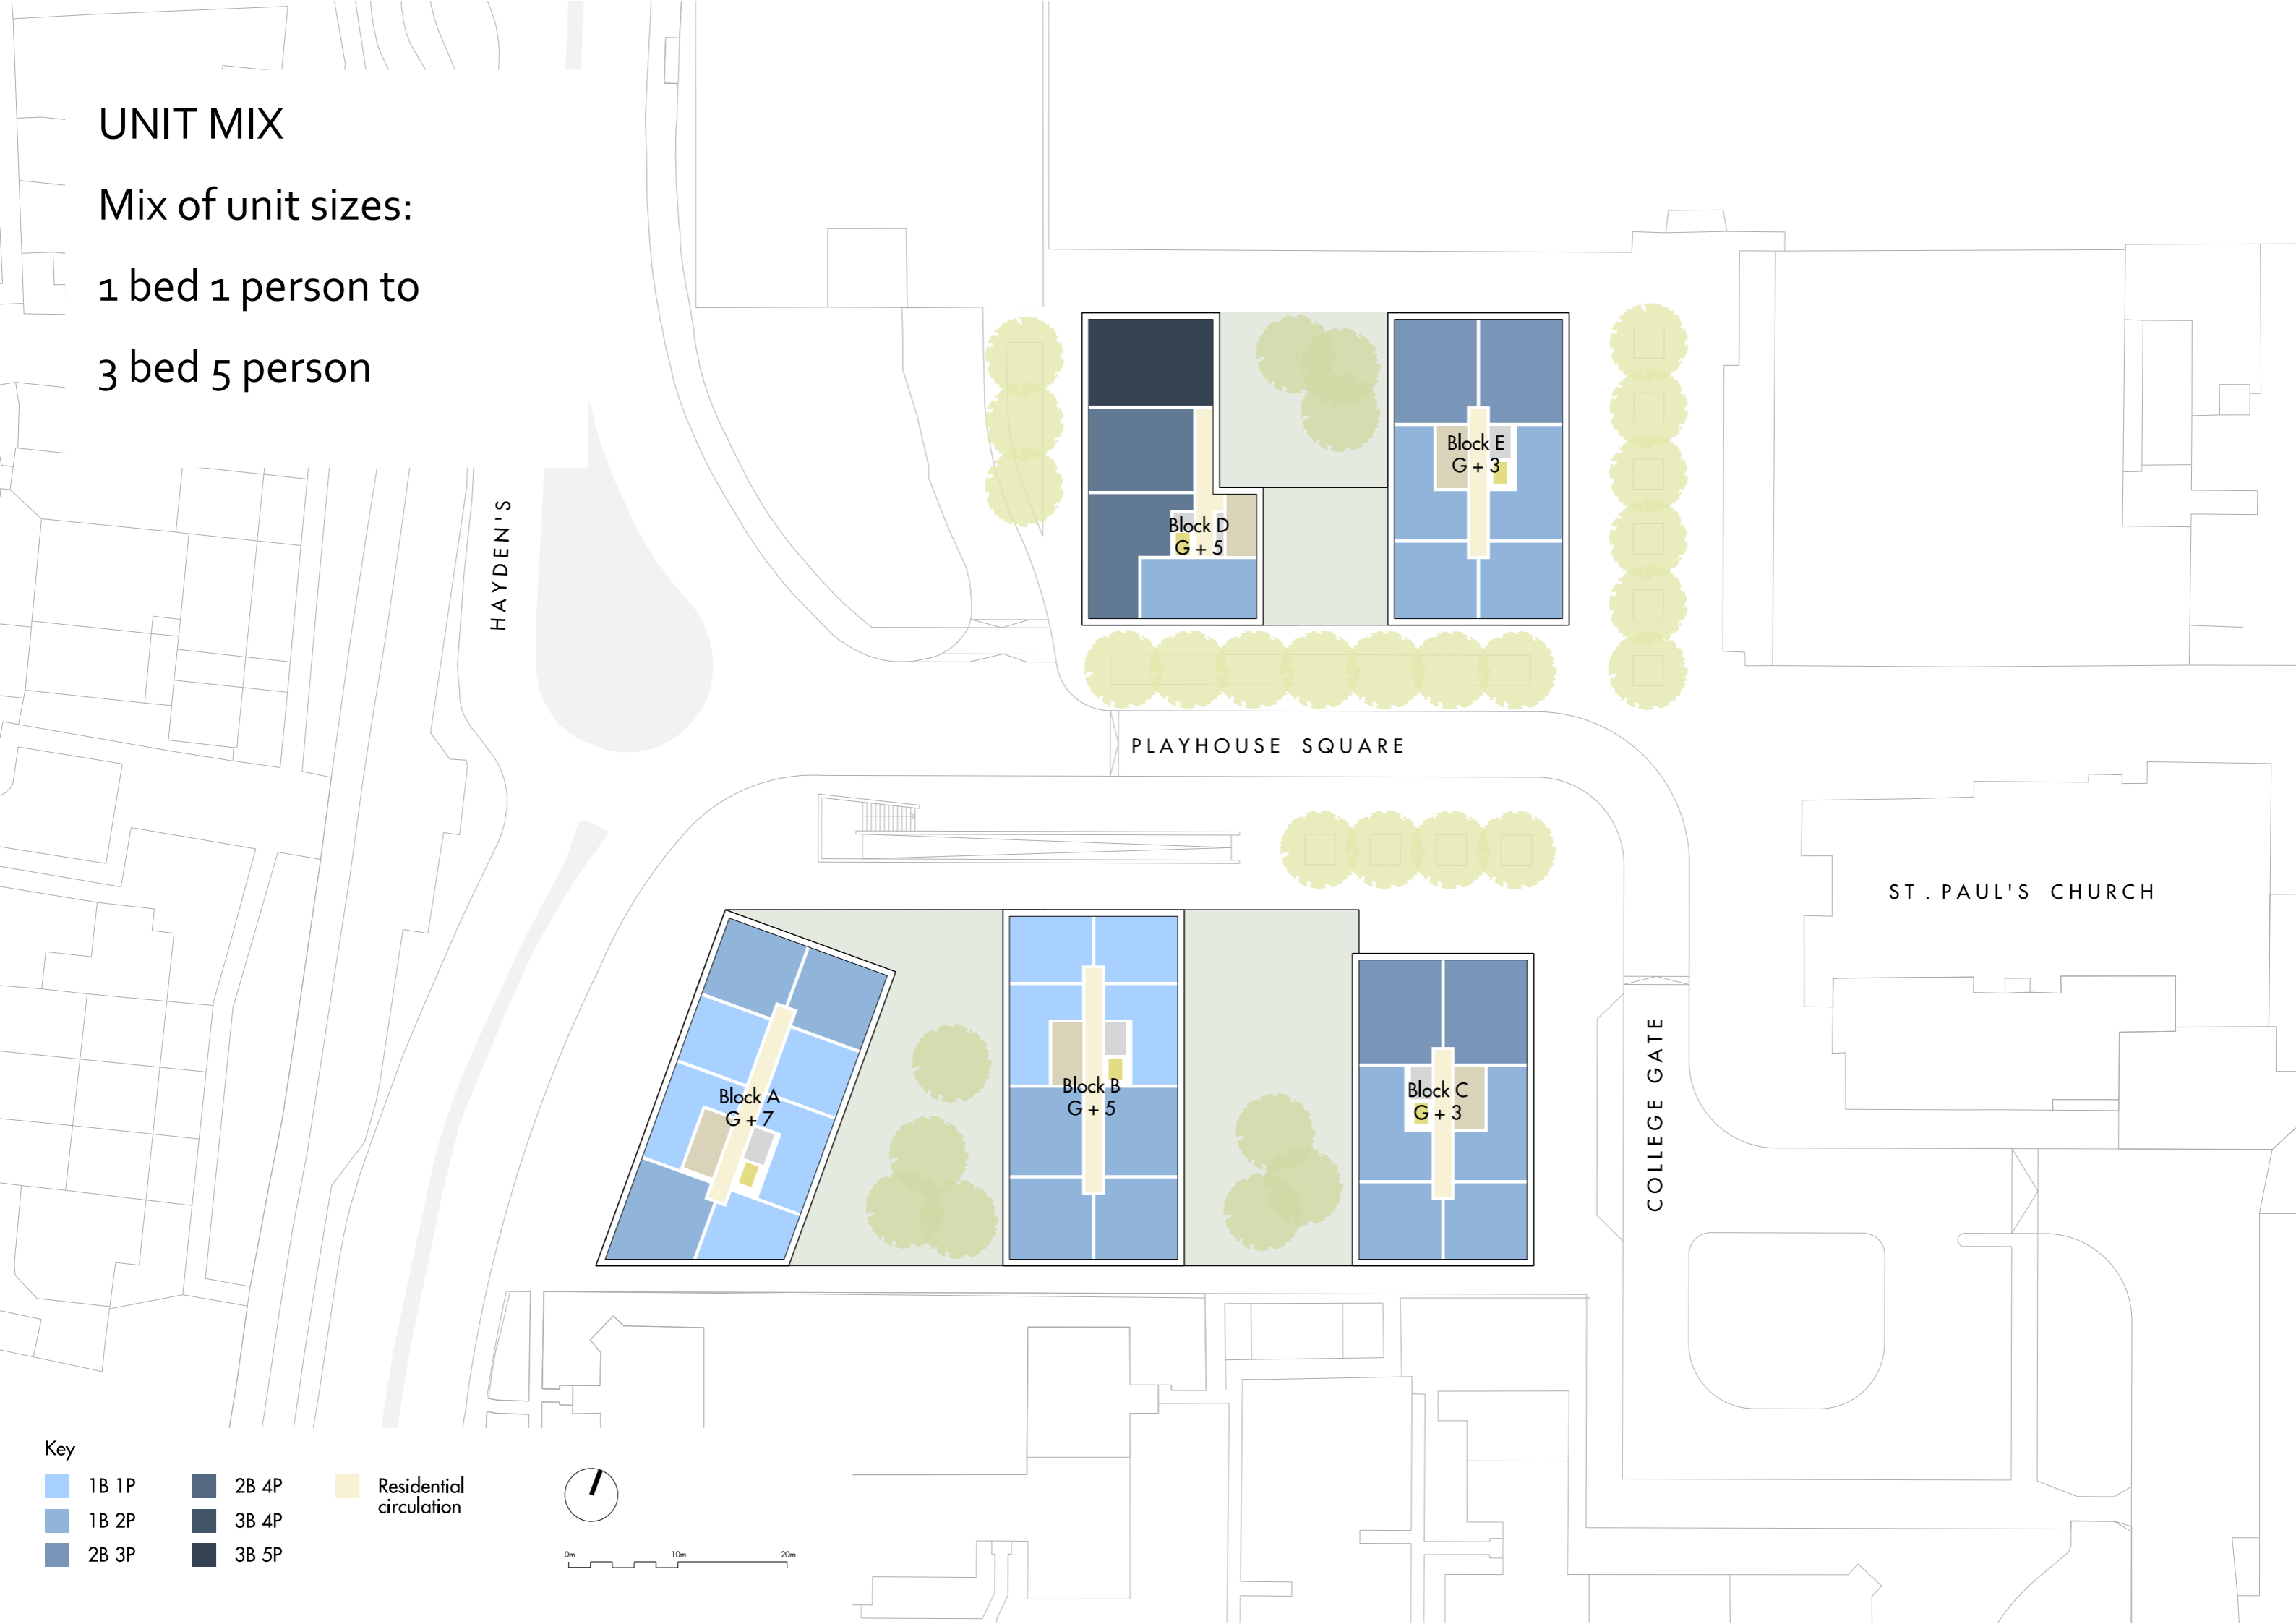 UNIT MIX
Mix of unit sizes:
1 bed 1 person to
3 bed 5 person
HAYDEN'S
Block E
G + 3
Block D
G + 5
PLAYHOUSE SQUARE
ST. PAUL'S CHURCH
COLLEGE GATE
Block A
G + 7
Block B
G + 5
Block C
G + 3
Key
1B 1P
1B 2P
2B 3P
2B 4P
3B 4P
3B 5P
Residential
circulation
0m 10m 20m